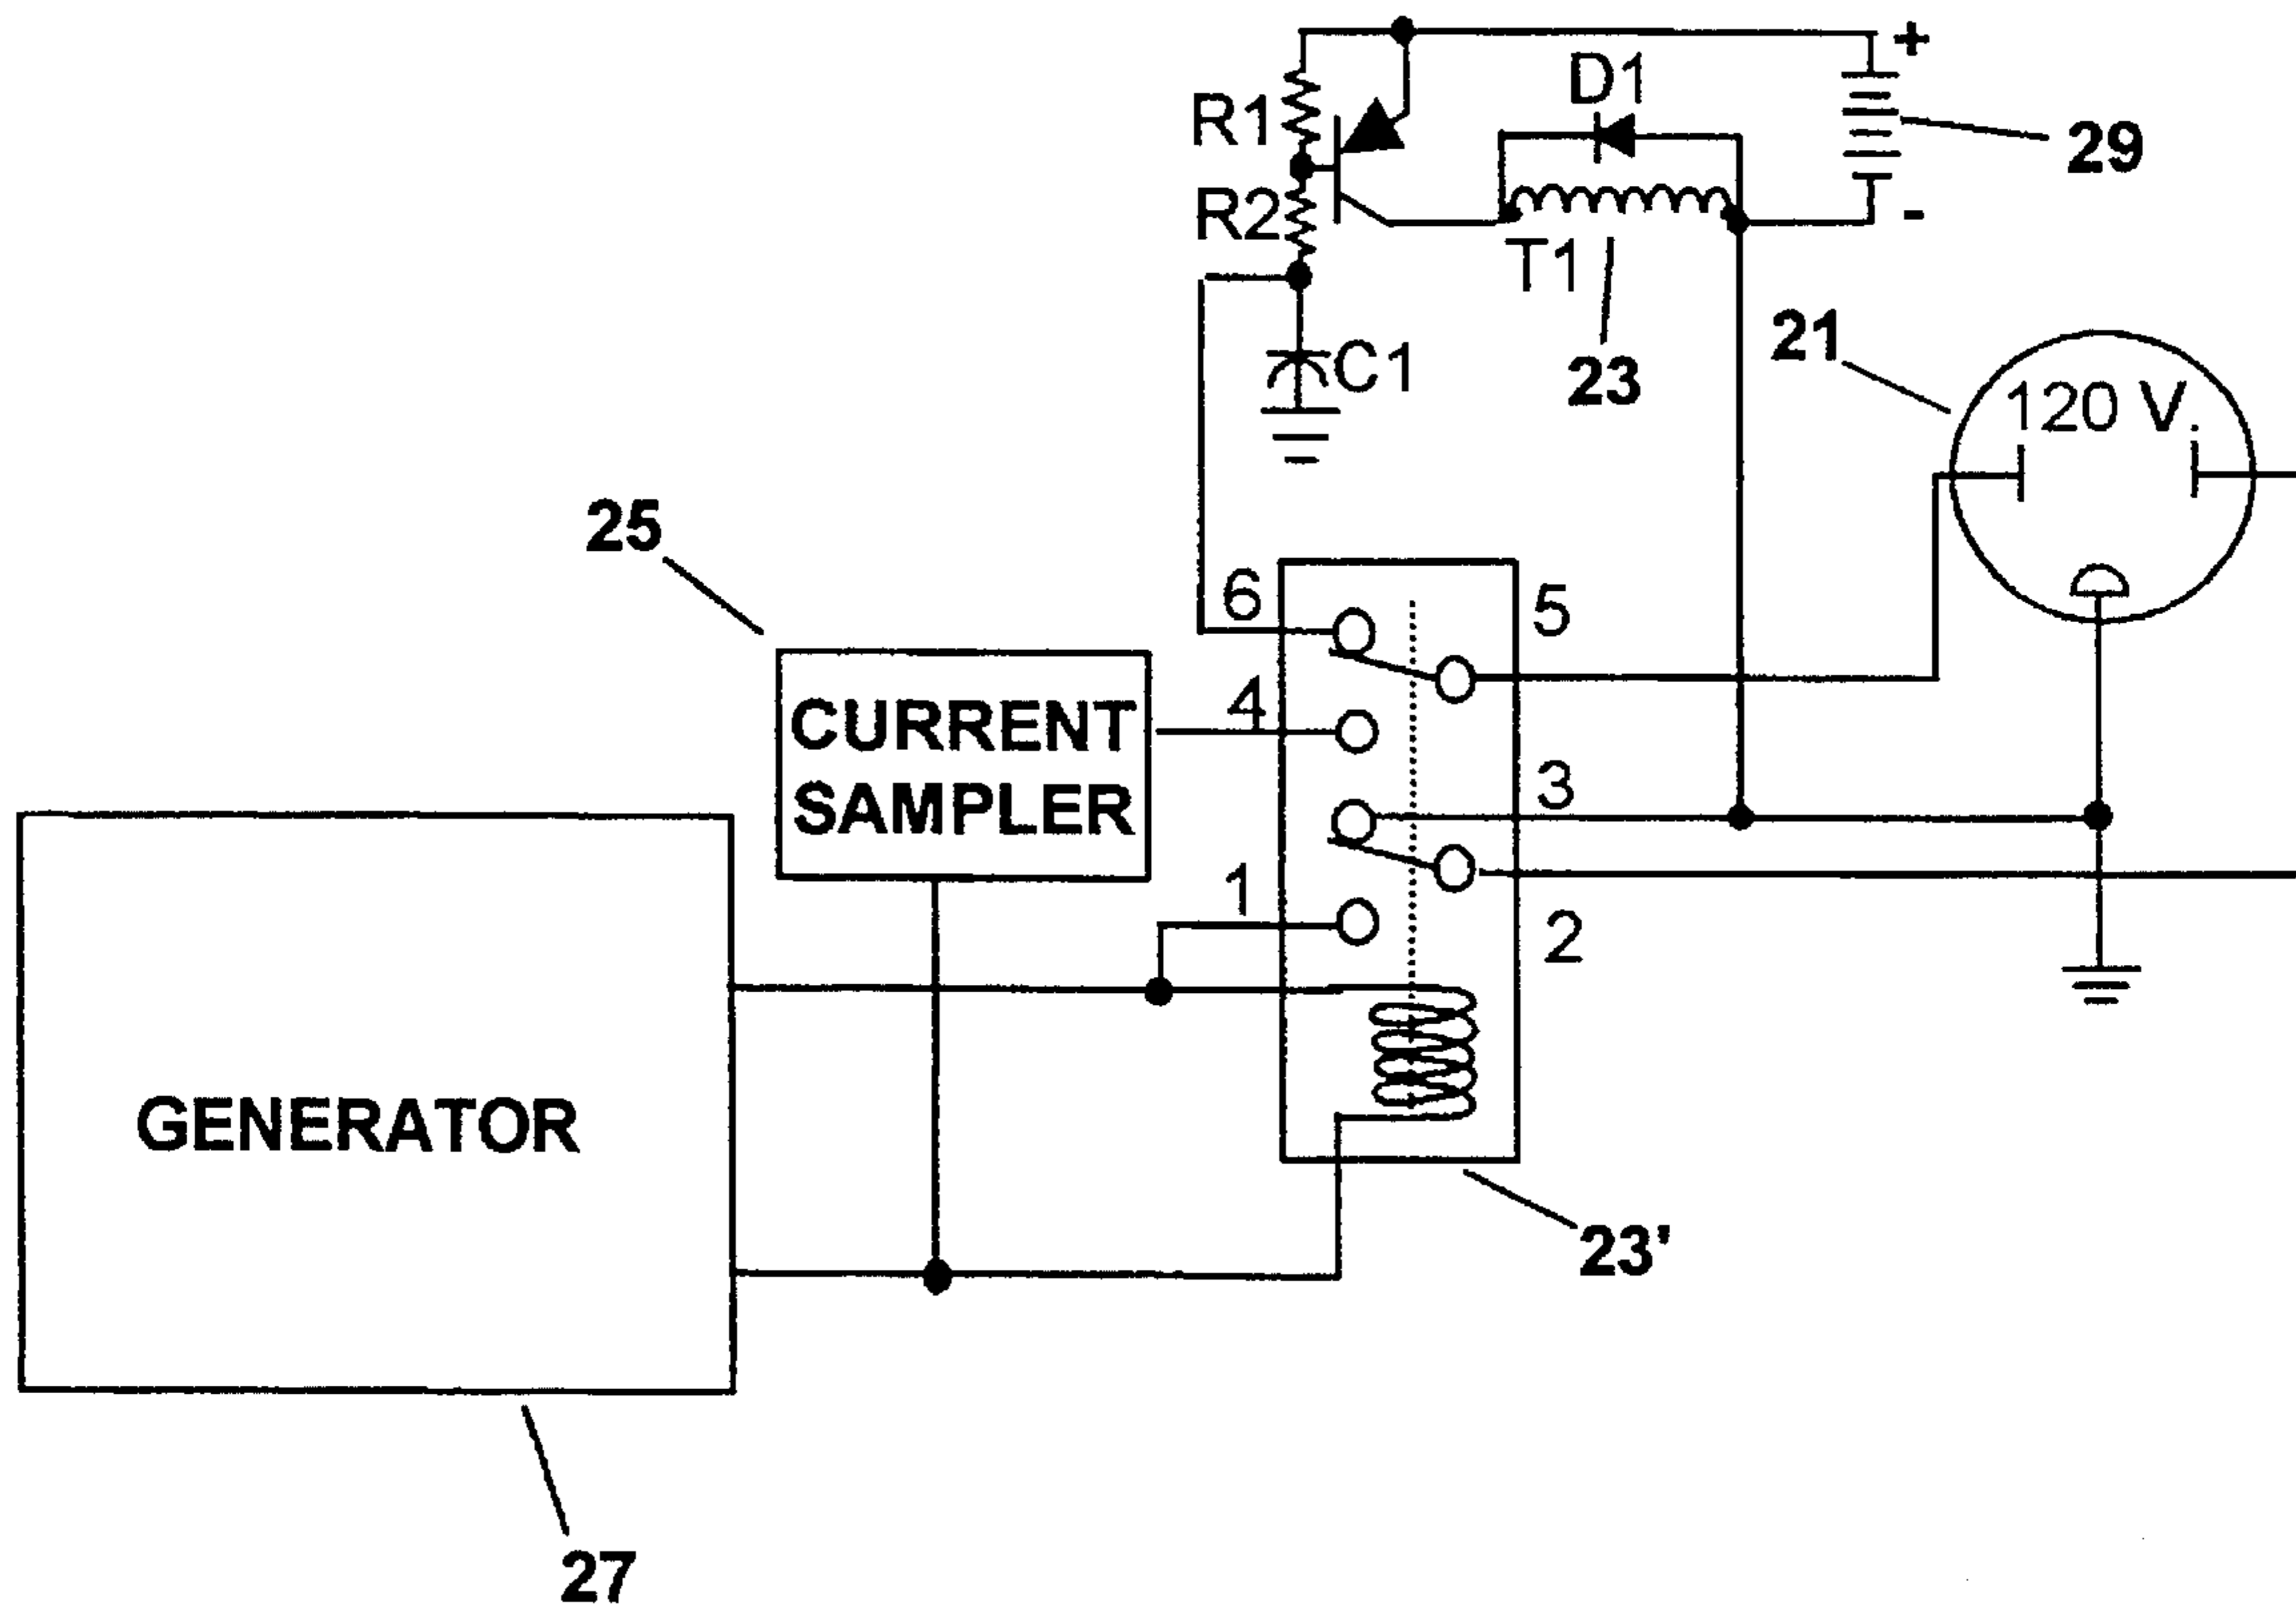 +
D1
R1
29
R2
-
T1
21
C1
23
120 V.
25
6
5
4
CURRENT
SAMPLER
3
1
2
GENERATOR
23'
27